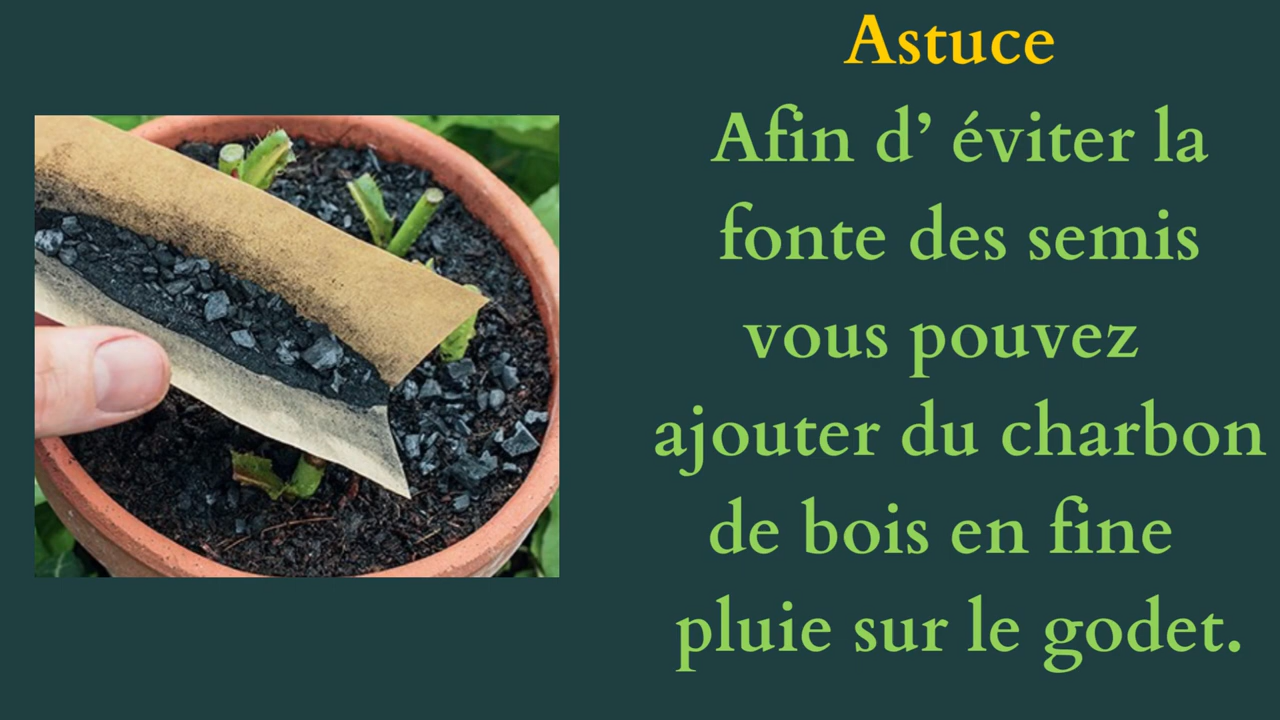 Astuce
Afin d’ éviter la
fonte des semis
vous pouvez
ajouter du charbon
de bois en fine
pluie sur le godet.